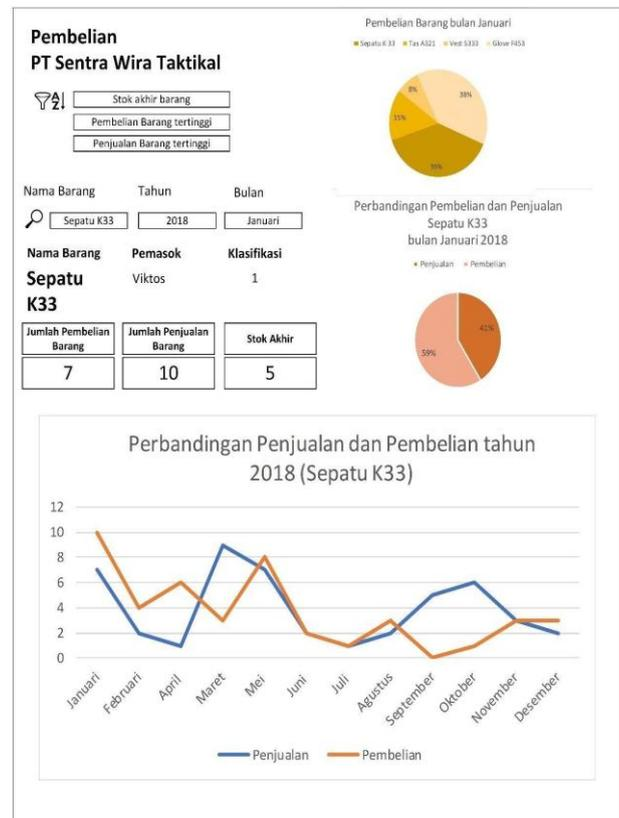 Pembelian
PT Sentra Wira Taktikal
Stok akhir barang
Pembelian Barang tertinggi
Penjualan Barang tertinggi
Pembelian Barang bulan Januari
Sepatu K 33 Tas A321 Vest S333 Glove F453
8%
38%
15%
Nama Barang Tahun Bulan
Sepatu K33 2018 Januari
Nama Barang Pemasok Klasifikasi
Sepatu K33 Viktos 1
Jumlah Pembelian Barang Jumlah Penjualan Barang Stok Akhir
7 10 5
Perbandingan Pembelian dan Penjualan
Sepatu K33
bulan Januari 2018
Penjualan Pembelian
41%
59%
Perbandingan Penjualan dan Pembelian tahun
2018 (Sepatu K33)
12
10
8
6
4
2
0
Januari Februari April Maret Mei Juni Juli Agustus September Oktober November Desember
Penjualan Pembelian